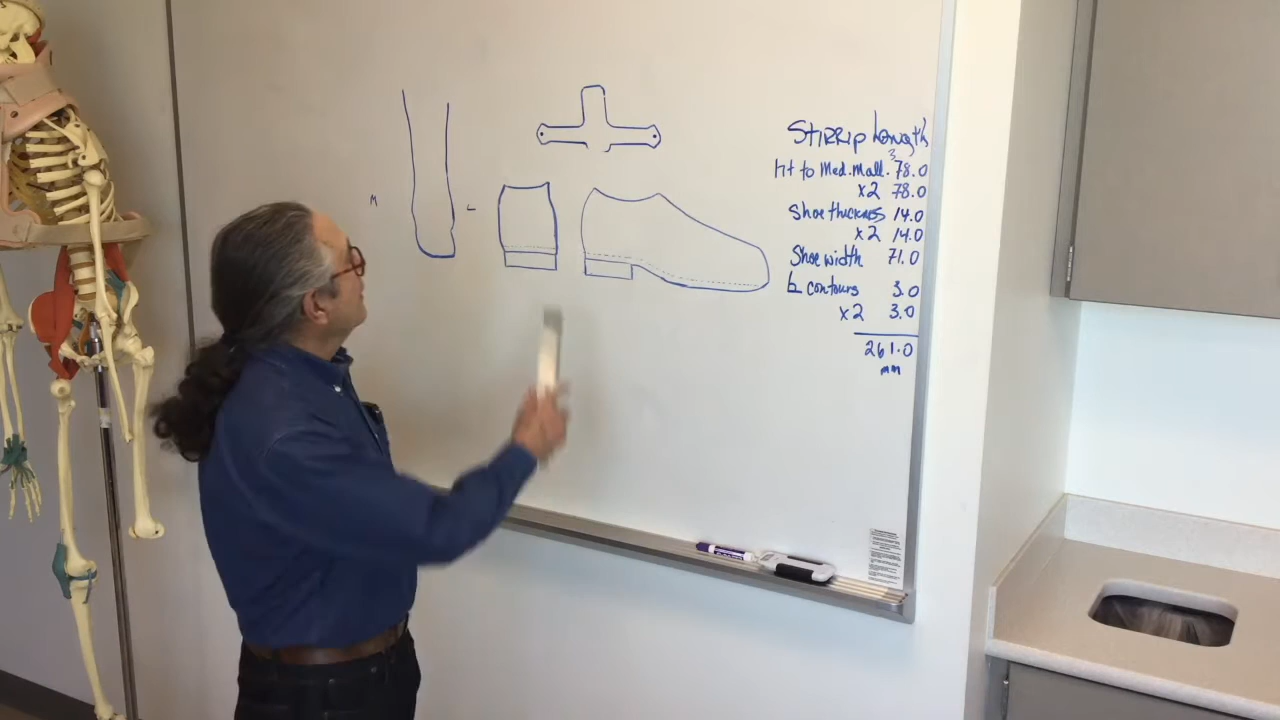 M
L
Stirrip Length
Ht to Med. Mall. 78.0
x2 78.0
Shoe thickness 14.0
x2 14.0
Shoe width 71.0
contours 3.0
x2 3.0
261.0
mm